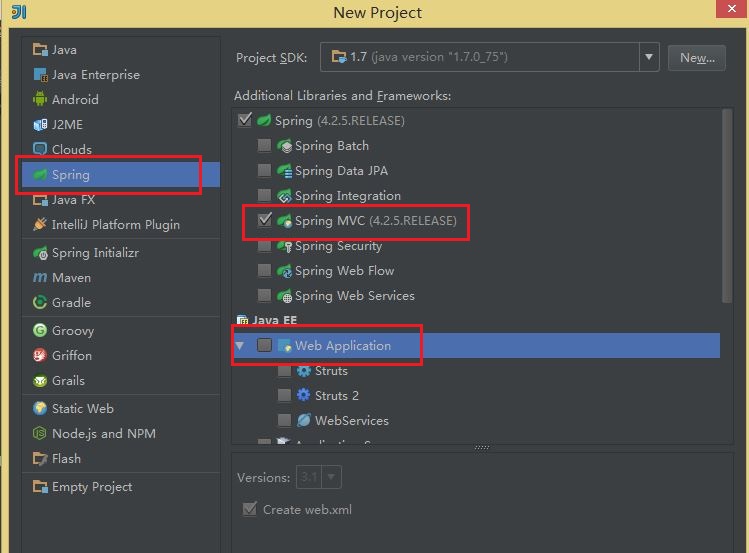 New Project
Java
Java Enterprise
Android
J2ME
Clouds
Spring
Java FX
IntelliJ Platform Plugin
Spring Initializr
Maven
Gradle
Groovy
Griffon
Grails
Static Web
Node.js and NPM
Flash
Empty Project
Project SDK: 1.7 (java version "1.7.0_75") New...
Additional Libraries and Frameworks:
Spring (4.2.5.RELEASE)
Spring Batch
Spring Data JPA
Spring Integration
Spring MVC (4.2.5.RELEASE)
Spring Security
Spring Web Flow
Spring Web Services
Java EE
Web Application
Struts
Struts 2
WebServices
Versions: 3.1
Create web.xml